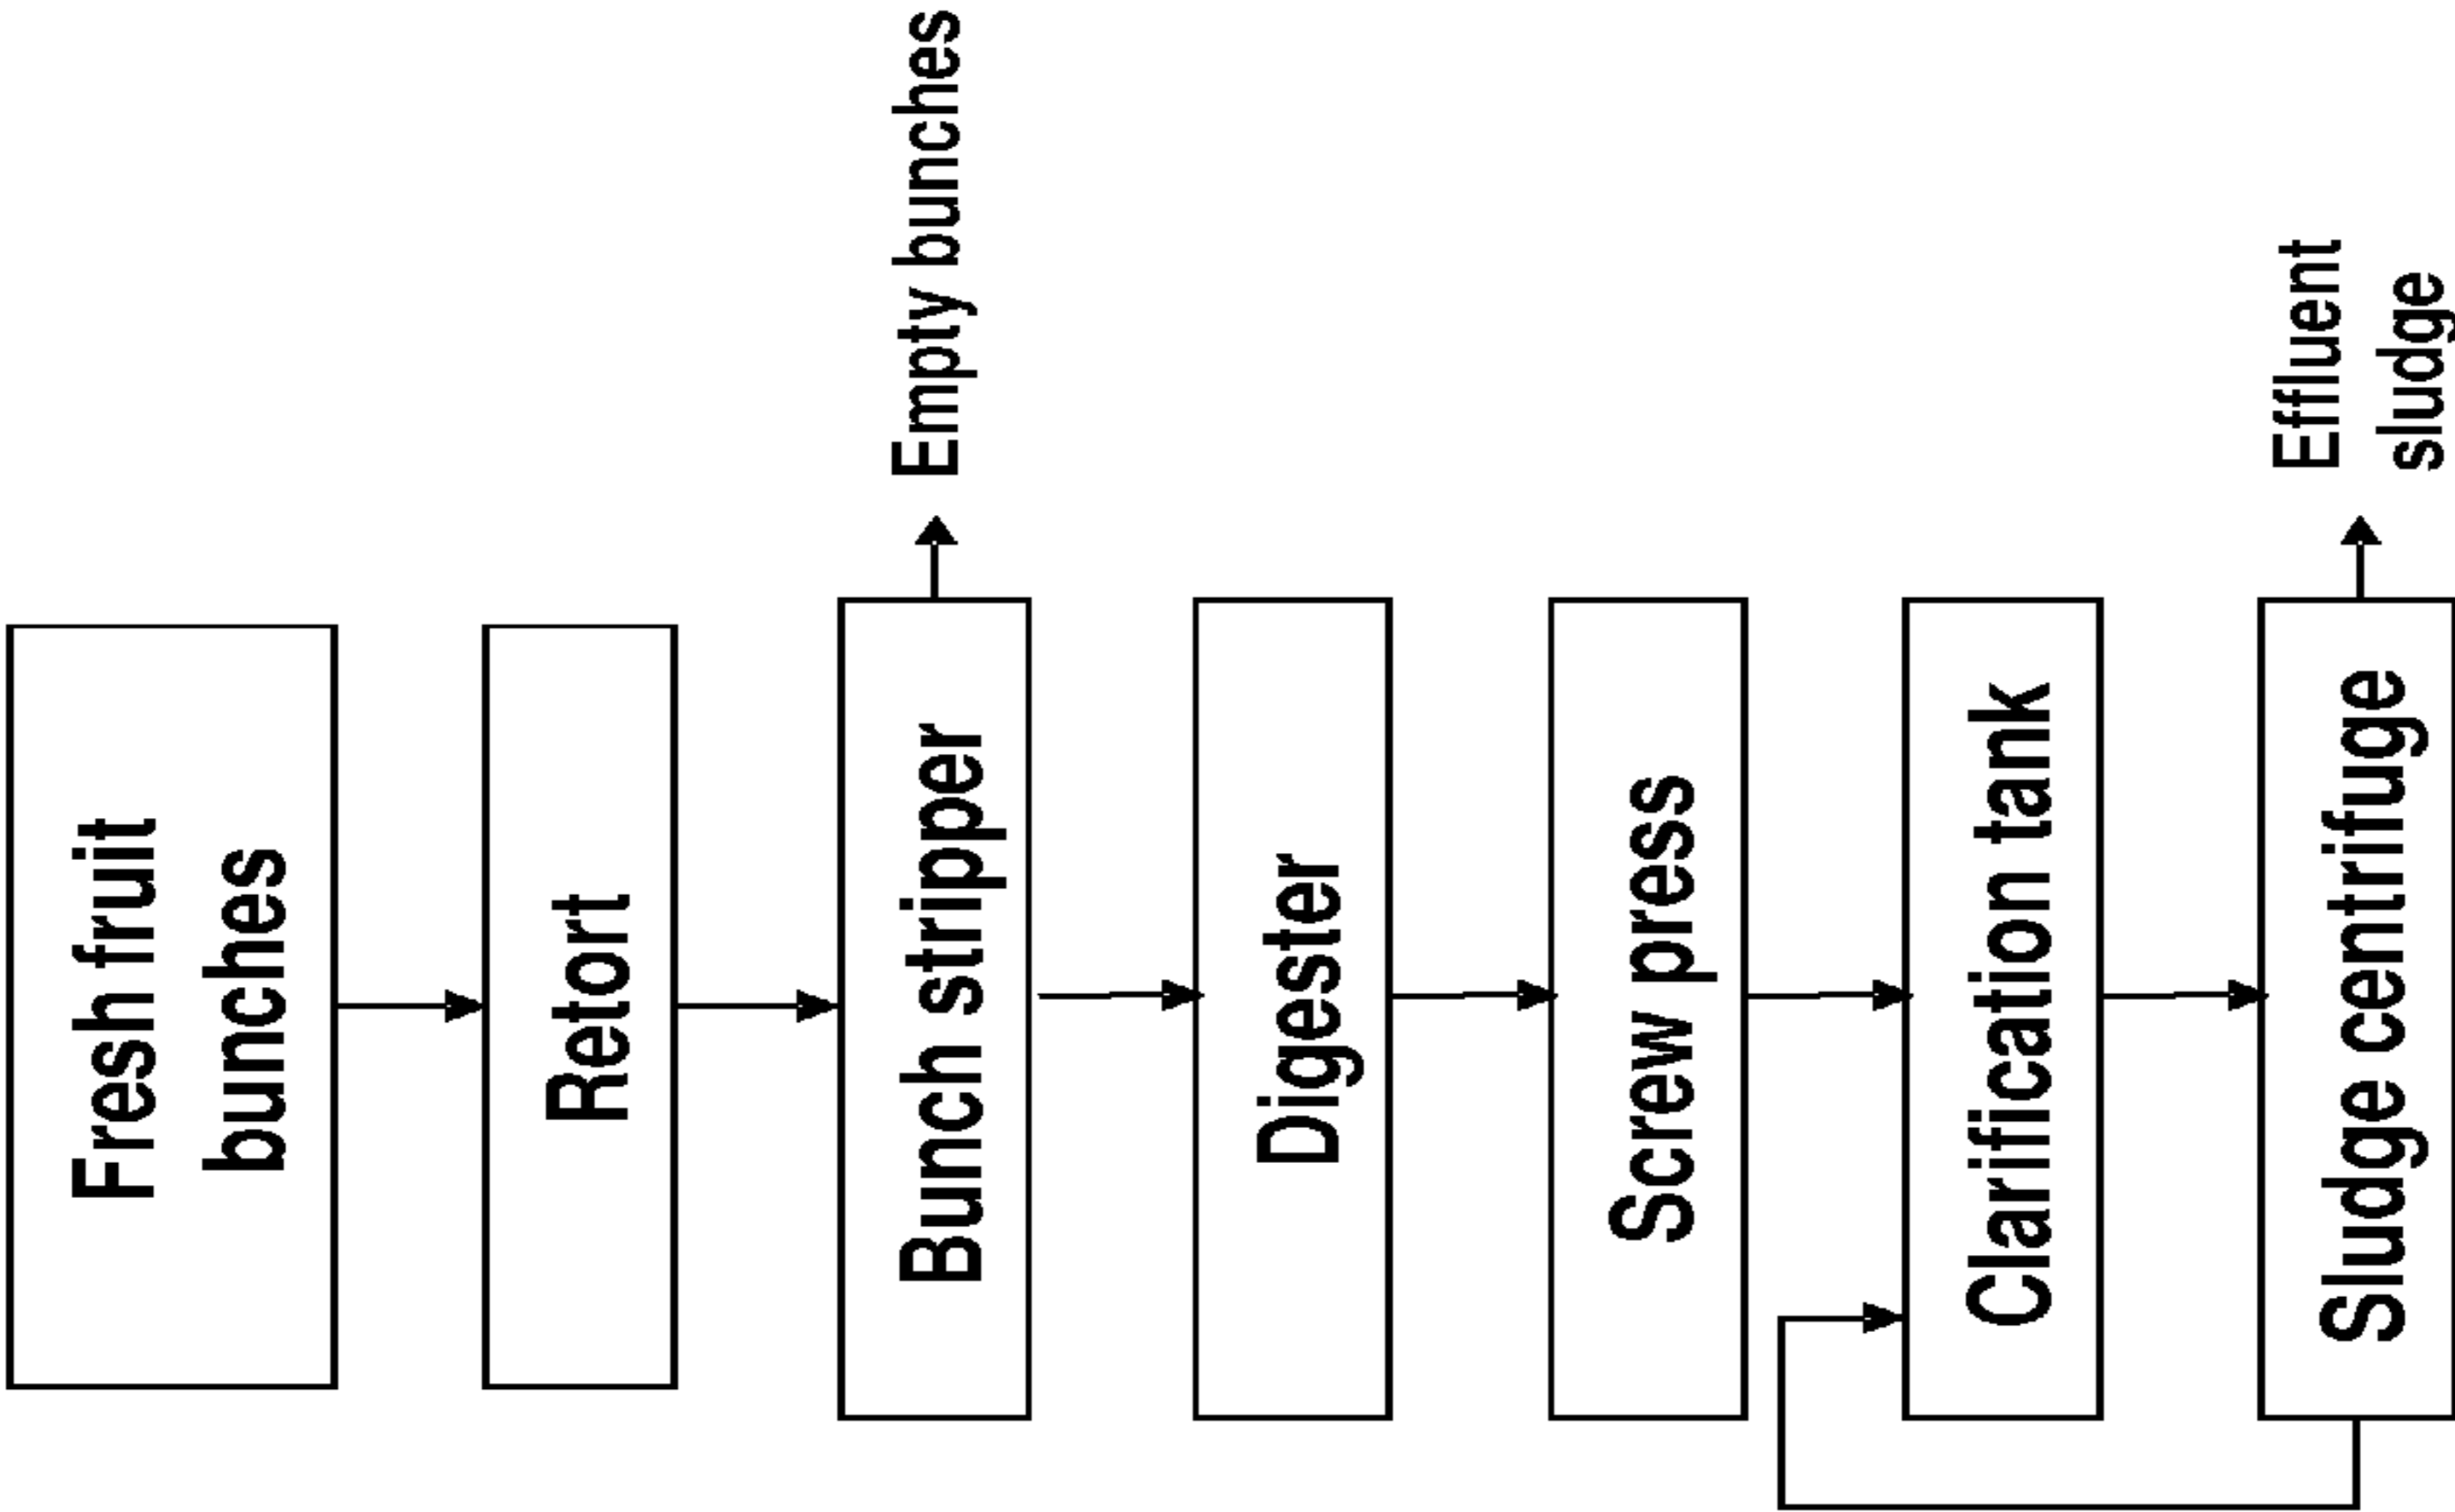 Fresh fruit
bunches
Retort
Bunch stripper
Empty bunches
Digester
Screw press
Clarification tank
Sludge centrifuge
Effluent
sludge